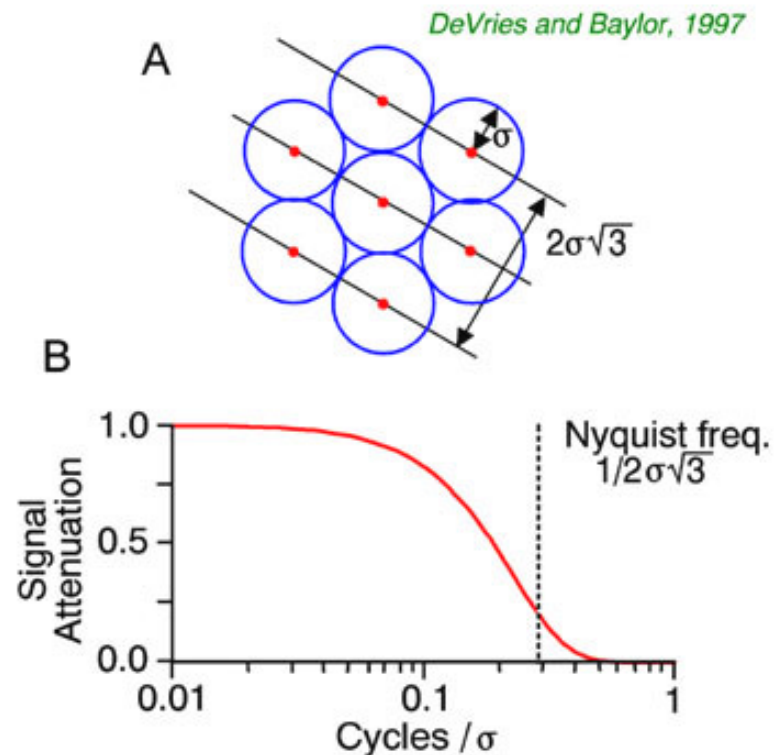 DeVries and Baylor, 1997
A
σ
2σ√3
B
Signal
Attenuation
1.0
0.5
0.0
Nyquist freq.
1/2σ√3
0.01
0.1
1
Cycles / σ